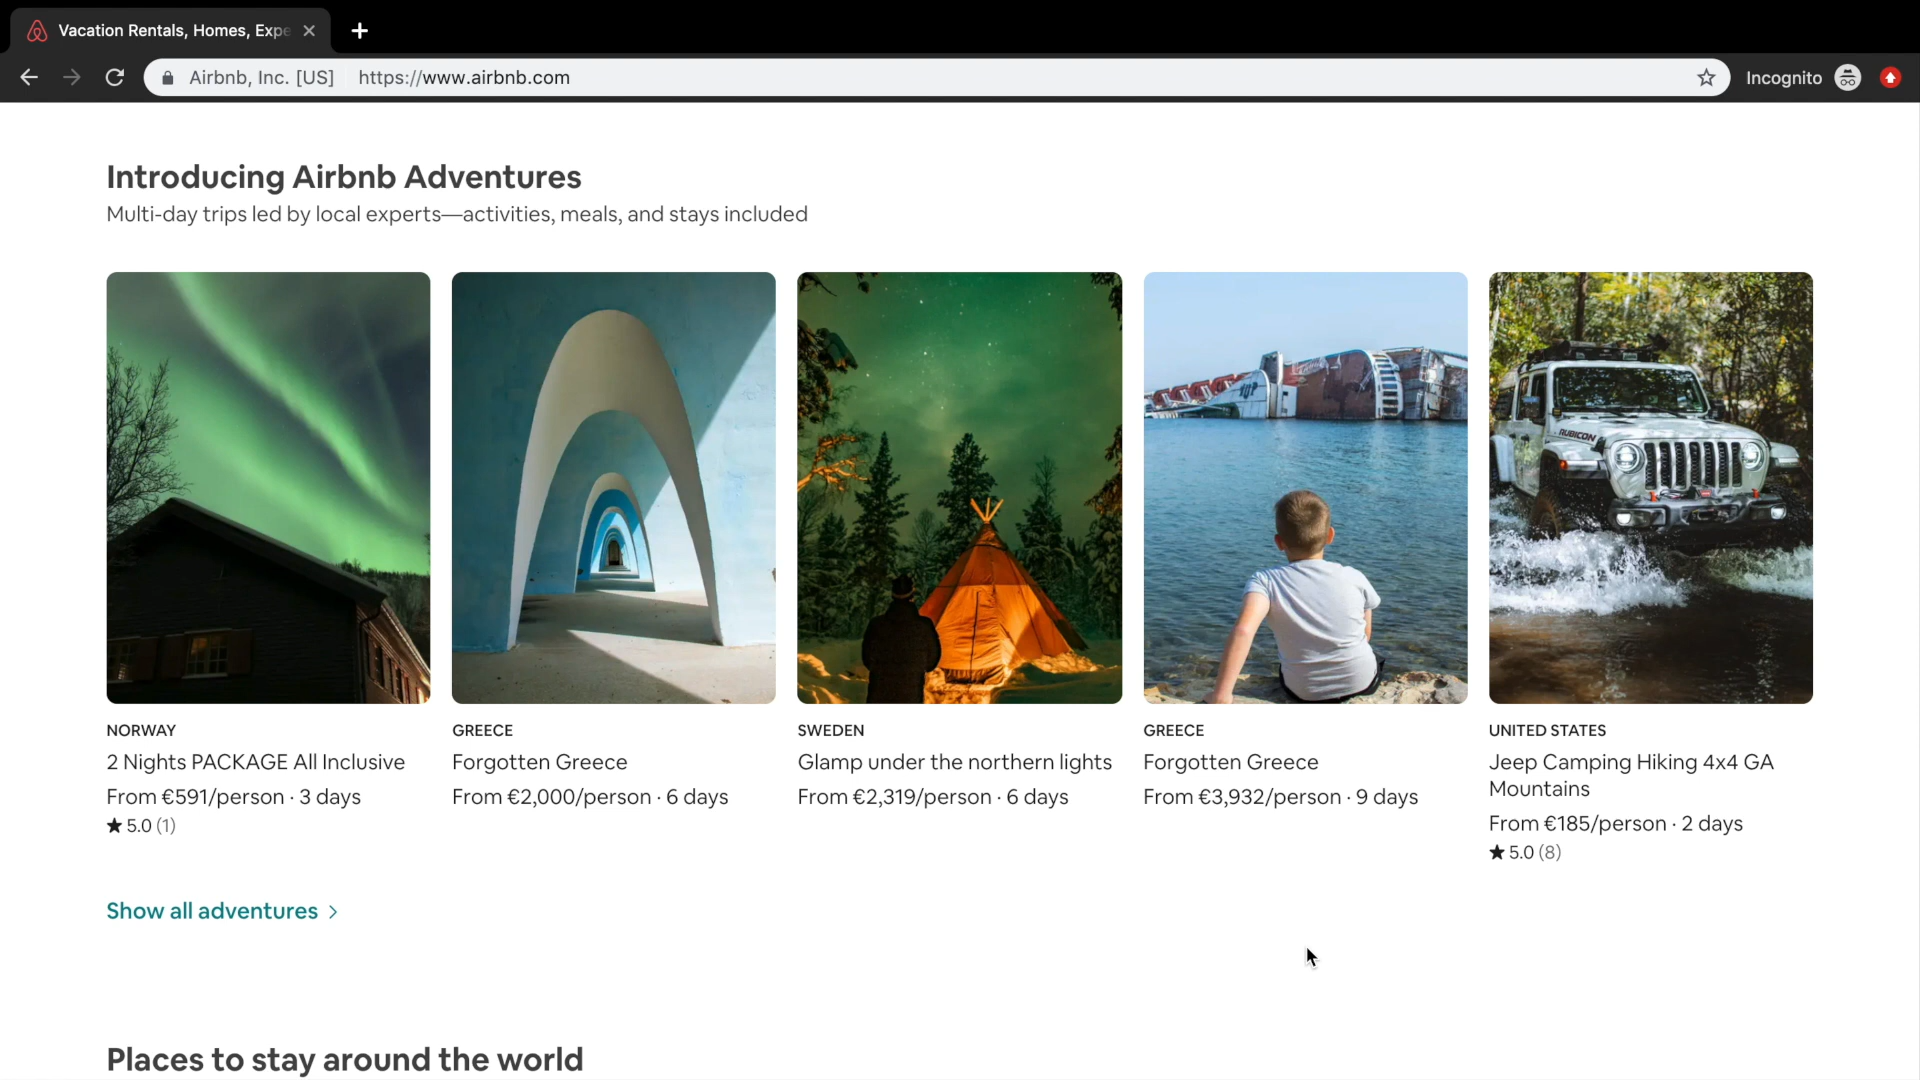 Vacation Rentals, Homes, Expe
Airbnb, Inc. [US] https://www.airbnb.com
Incognito
Introducing Airbnb Adventures
Multi-day trips led by local experts—activities, meals, and stays included
RUBICON
NORWAY
2 Nights PACKAGE All Inclusive
From €591/person · 3 days
★ 5.0 (1)
GREECE
Forgotten Greece
From €2,000/person · 6 days
SWEDEN
Glamp under the northern lights
From €2,319/person · 6 days
GREECE
Forgotten Greece
From €3,932/person · 9 days
UNITED STATES
Jeep Camping Hiking 4x4 GA
Mountains
From €185/person · 2 days
★ 5.0 (8)
Show all adventures >
Places to stay around the world